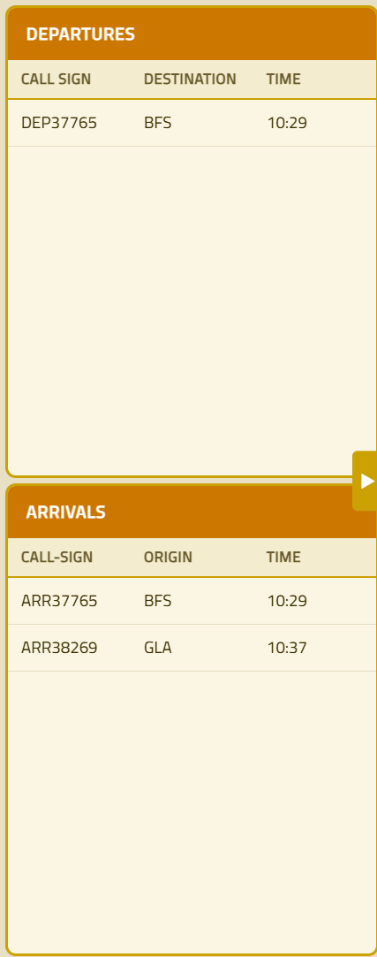 DEPARTURES
CALL SIGN DESTINATION TIME
DEP37765 BFS 10:29
ARRIVALS
CALL-SIGN ORIGIN TIME
ARR37765 BFS 10:29
ARR38269 GLA 10:37